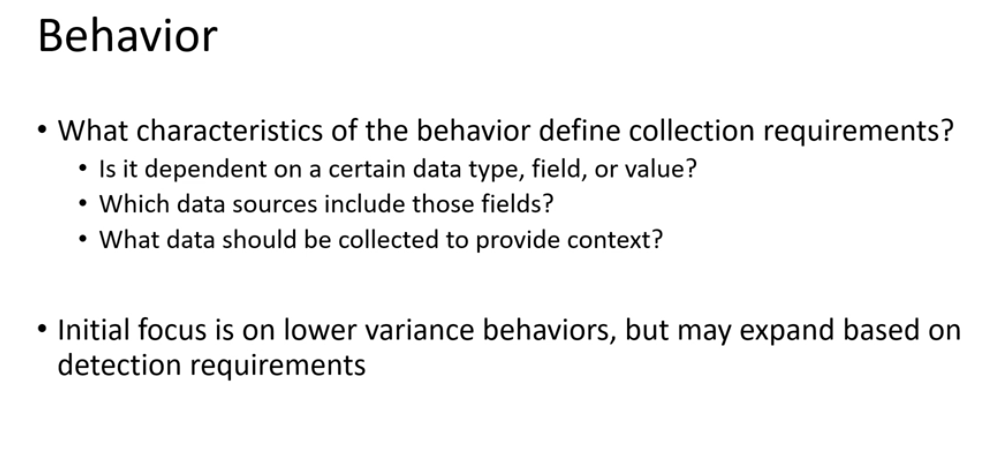 Behavior
• What characteristics of the behavior define collection requirements?
• Is it dependent on a certain data type, field, or value?
• Which data sources include those fields?
• What data should be collected to provide context?
• Initial focus is on lower variance behaviors, but may expand based on
detection requirements